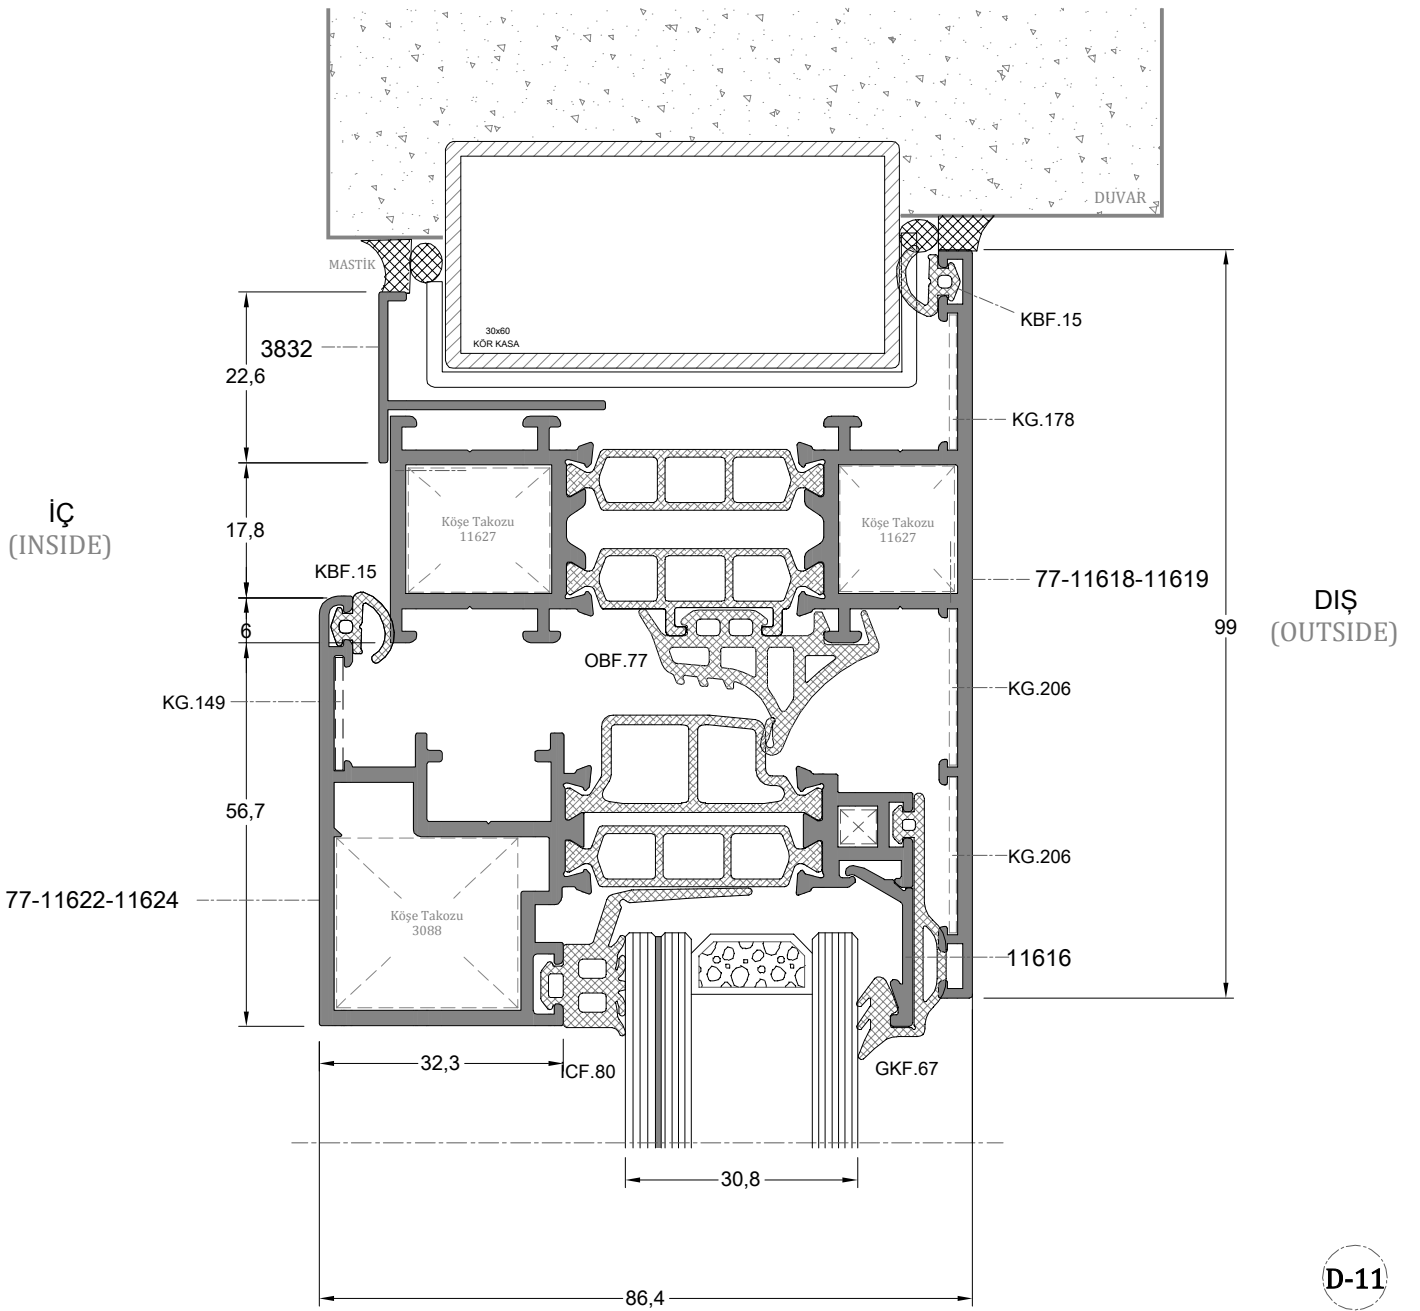 DUVAR
MASTİK
KBF.15
30x60
KÖR KASA
3832
22,6
KG.178
İÇ
(INSIDE)
17,8
Köşe Takozu
11627
Köşe Takozu
11627
KBF.15
77-11618-11619
DIŞ
(OUTSIDE)
6
99
OBF.77
KG.149
KG.206
56,7
KG.206
77-11622-11624
Köşe Takozu
3088
11616
32,3
ICF.80
GKF.67
30,8
D-11
86,4